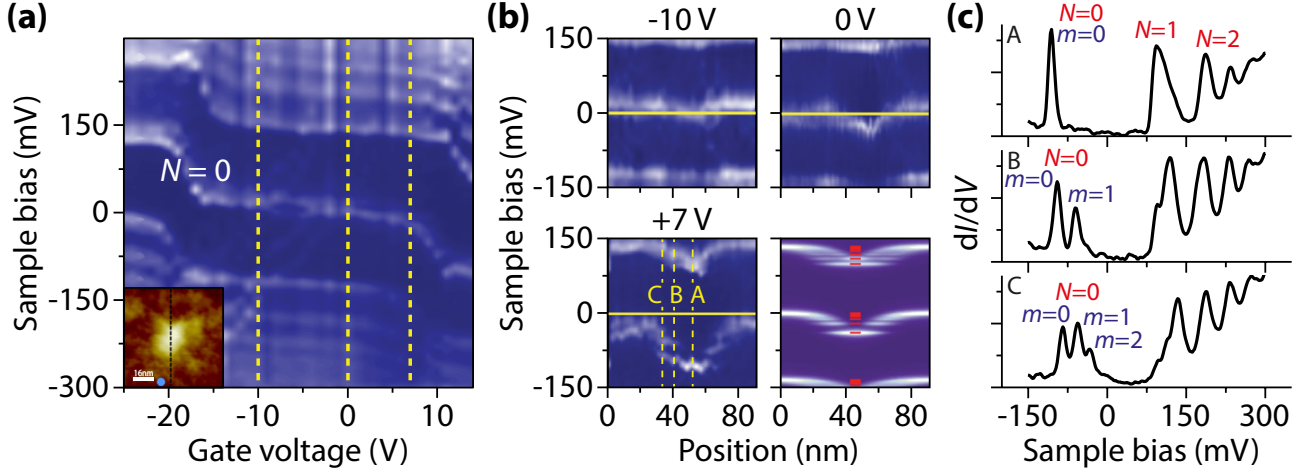 (a)
Sample bias (mV)
150
0
-150
-300
N = 0
16nm
-20
-10
0
10
Gate voltage (V)
(b)
-10 V
0 V
Sample bias (mV)
150
0
-150
+7 V
150
0
-150
C B A
0
40
80
0
40
80
Position (nm)
(c)
dI/dV
A
N=0
m=0
N=1
N=2
B
N=0
m=0
m=1
C
N=0
m=0
m=1
m=2
-150
0
150
300
Sample bias (mV)